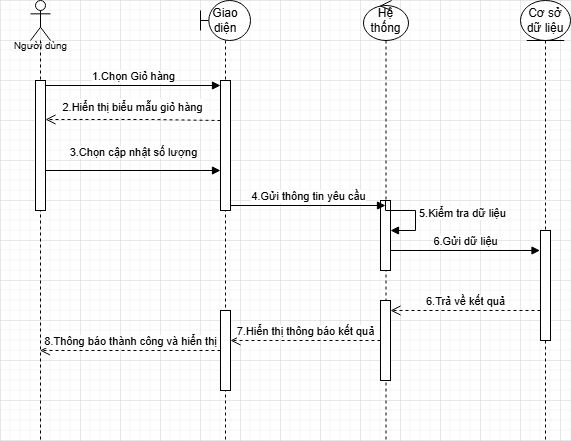 Người dùng
Giao
diện
Hệ
thống
Cơ sở
dữ liệu
1.Chọn Giỏ hàng
2.Hiển thị biểu mẫu giỏ hàng
3.Chọn cập nhật số lượng
4.Gửi thông tin yêu cầu
5.Kiểm tra dữ liệu
6.Gửi dữ liệu
6.Trả về kết quả
7.Hiển thị thông báo kết quả
8.Thông báo thành công và hiển thị